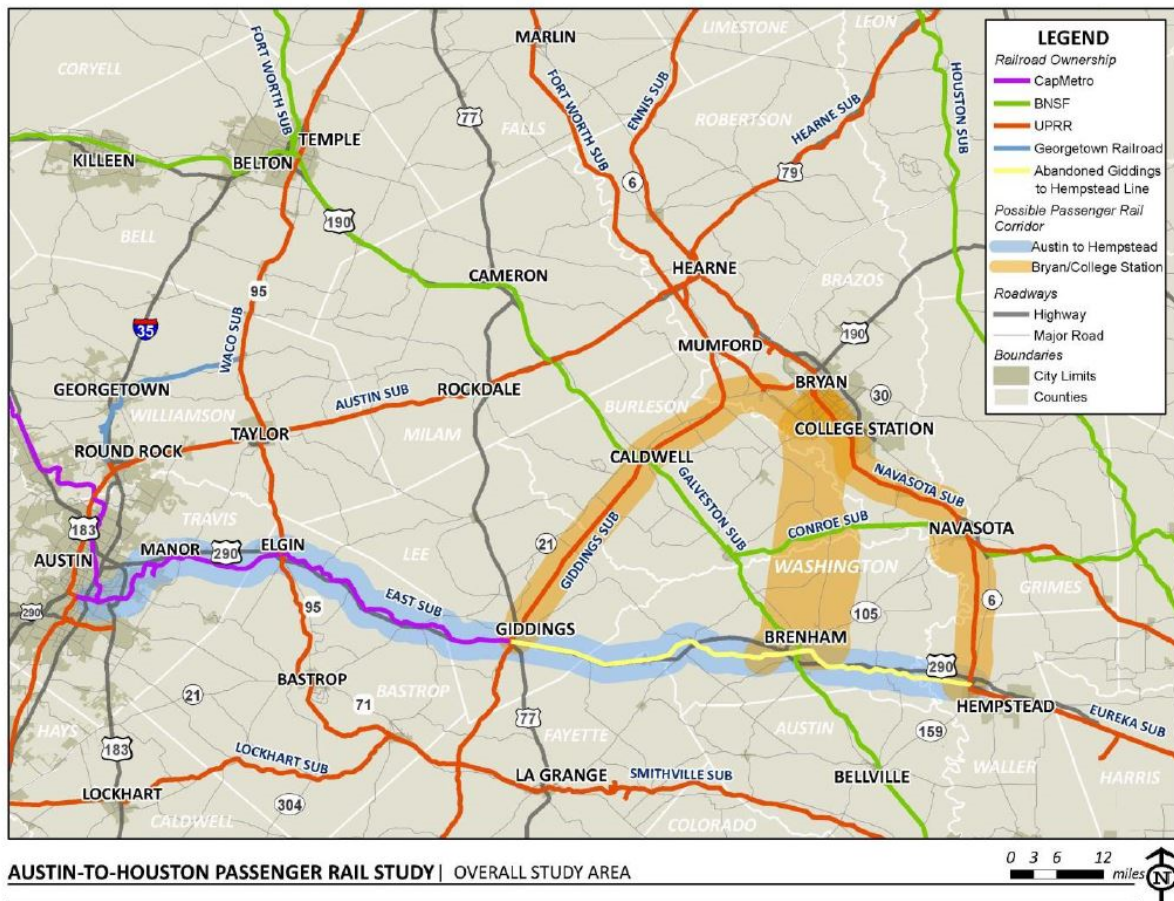 MARLIN
LIMESTONE
LEON
CORYELL
FORT WORTH SUB
77
FORT WORTH SUB
ENNIS SUB
ROBERTSON
HEARNE SUB
HOUSTON SUB
FALLS
TEMPLE
KILLEEN
BELTON
6
79
190
BELL
CAMERON
HEARNE
BRAZOS
95
35
WACO SUB
190
MUMFORD
GEORGETOWN
AUSTIN SUB
ROCKDALE
BRYAN
30
WILLIAMSON
BURLESON
TAYLOR
MILAM
COLLEGE STATION
ROUND ROCK
CALDWELL
GALVESTON SUB
NAVASOTA SUB
TRAVIS
183
CONROE SUB
NAVASOTA
AUSTIN
MANOR
290
ELGIN
LEE
21
GIDDINGS SUB
WASHINGTON
GRIMES
290
95
EAST SUB
GIDDINGS
BRENHAM
105
6
290
BASTROP
21
71
BASTROP
HEMPSTEAD
HAYS
183
77
FAYETTE
AUSTIN
159
EUREKA SUB
LOCKHART SUB
LA GRANGE
SMITHVILLE SUB
BELLVILLE
WALLER
HARRIS
LOCKHART
304
CALDWELL
COLORADO
LEGEND
Railroad Ownership
CapMetro
BNSF
UPRR
Georgetown Railroad
Abandoned Giddings
to Hempstead Line
Possible Passenger Rail
Corridor
Austin to Hempstead
Bryan/College Station
Roadways
Highway
Major Road
Boundaries
City Limits
Counties
AUSTIN-TO-HOUSTON PASSENGER RAIL STUDY | OVERALL STUDY AREA
0 3 6 12
miles
N